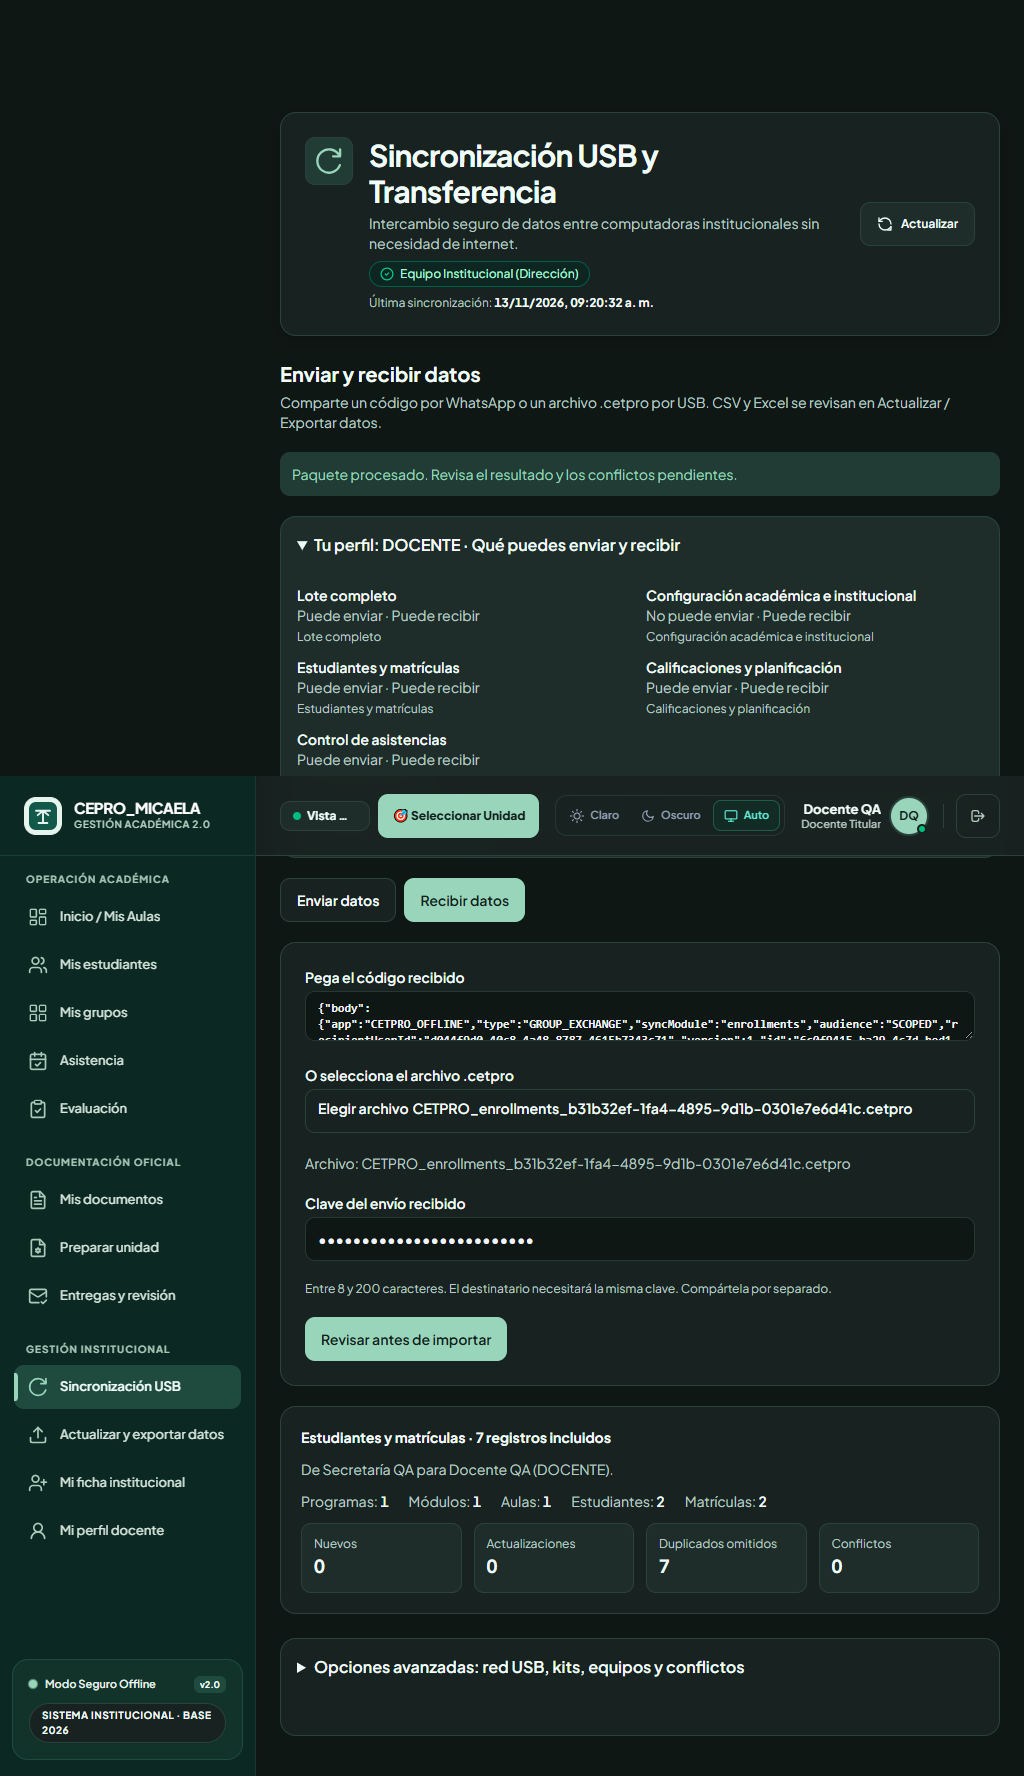 Sincronización USB y
Transferencia
Intercambio seguro de datos entre computadoras institucionales sin
necesidad de internet.
Equipo Institucional (Dirección)
Última sincronización: 13/11/2026, 09:20:32 a. m.
Actualizar
Enviar y recibir datos
Comparte un código por WhatsApp o un archivo .cetpro por USB. CSV y Excel se revisan en Actualizar /
Exportar datos.
Paquete procesado. Revisa el resultado y los conflictos pendientes.
▼ Tu perfil: DOCENTE · Qué puedes enviar y recibir
Lote completo
Puede enviar · Puede recibir
Lote completo
Configuración académica e institucional
No puede enviar · Puede recibir
Configuración académica e institucional
Estudiantes y matrículas
Puede enviar · Puede recibir
Estudiantes y matrículas
Calificaciones y planificación
Puede enviar · Puede recibir
Calificaciones y planificación
Control de asistencias
Puede enviar · Puede recibir
CEPRO_MICAELA
GESTIÓN ACADÉMICA 2.0
Vista ...
Seleccionar Unidad
Claro
Oscuro
Auto
Docente QA
Docente Titular
DQ
OPERACIÓN ACADÉMICA
Inicio / Mis Aulas
Mis estudiantes
Mis grupos
Asistencia
Evaluación
DOCUMENTACIÓN OFICIAL
Mis documentos
Preparar unidad
Entregas y revisión
GESTIÓN INSTITUCIONAL
Sincronización USB
Actualizar y exportar datos
Mi ficha institucional
Mi perfil docente
Modo Seguro Offline
v2.0
SISTEMA INSTITUCIONAL · BASE
2026
Enviar datos
Recibir datos
Pega el código recibido
{"body":
{"app":"CETPRO_OFFLINE","type":"GROUP_EXCHANGE","syncModule":"enrollments","audience":"SCOPED","r
O selecciona el archivo .cetpro
Elegir archivo CETPRO_enrollments_b31b32ef-1fa4-4895-9d1b-0301e7e6d41c.cetpro
Archivo: CETPRO_enrollments_b31b32ef-1fa4-4895-9d1b-0301e7e6d41c.cetpro
Clave del envío recibido
Entre 8 y 200 caracteres. El destinatario necesitará la misma clave. Compártela por separado.
Revisar antes de importar
Estudiantes y matrículas · 7 registros incluidos
De Secretaría QA para Docente QA (DOCENTE).
Programas: 1 Módulos: 1 Aulas: 1 Estudiantes: 2 Matrículas: 2
Nuevos
0
Actualizaciones
0
Duplicados omitidos
7
Conflictos
0
▶ Opciones avanzadas: red USB, kits, equipos y conflictos